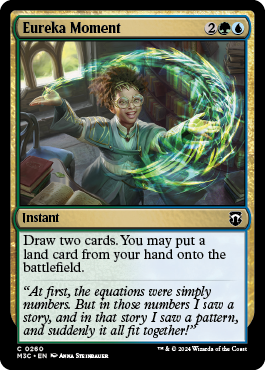 Eureka Moment 2
Instant
Draw two cards. You may put a
land card from your hand onto the
battlefield.
“At first, the equations were simply
numbers. But in those numbers I saw a
story, and in that story I saw a pattern,
and suddenly it all fit together!”
C 0260
M3C • EN Anna Steinbauer ™ & © 2024 Wizards of the Coast